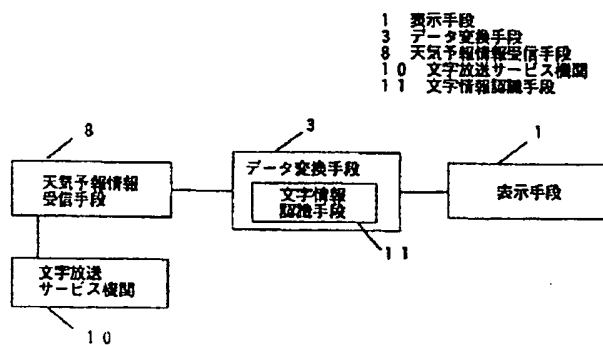 1 表示手段
3 データ変換手段
8 天気予報情報受信手段
10 文字放送サービス機関
11 文字情報認識手段
8
3
1
天気予報情報
受信手段
データ変換手段
文字情報
認識手段
表示手段
11
文字放送
サービス機関
10